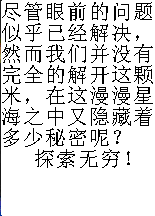 尽管眼前的问题
似乎已经解决，
然而我们并没有
完全的解开这颗
米，在这漫漫星
海之中又隐藏着
多少秘密呢？
探索无穷！